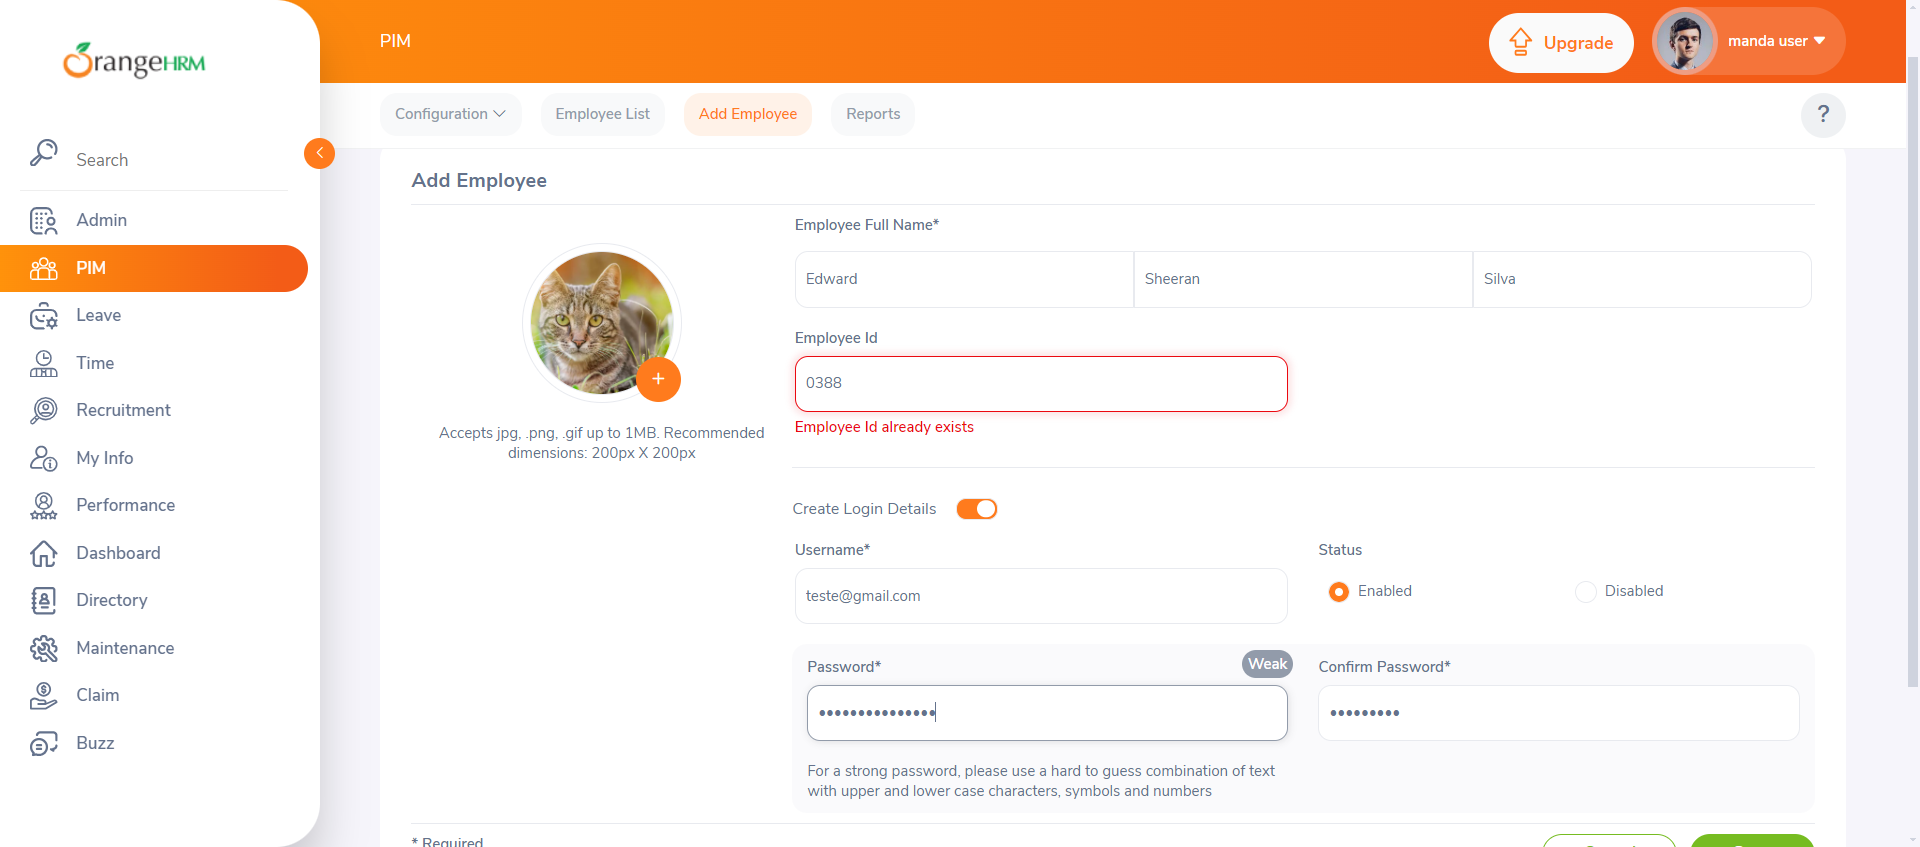 OrangeHRM
PIM
Upgrade
manda user
Configuration
Employee List
Add Employee
Reports
?
Search
Admin
PIM
Leave
Time
Recruitment
My Info
Performance
Dashboard
Directory
Maintenance
Claim
Buzz
Add Employee
Accepts jpg, .png, .gif up to 1MB. Recommended
dimensions: 200px X 200px
Employee Full Name*
Edward
Sheeran
Silva
Employee Id
0388
Employee Id already exists
Create Login Details
Username*
teste@gmail.com
Status
Enabled
Disabled
Password*
Weak
Confirm Password*
For a strong password, please use a hard to guess combination of text
with upper and lower case characters, symbols and numbers
* Required